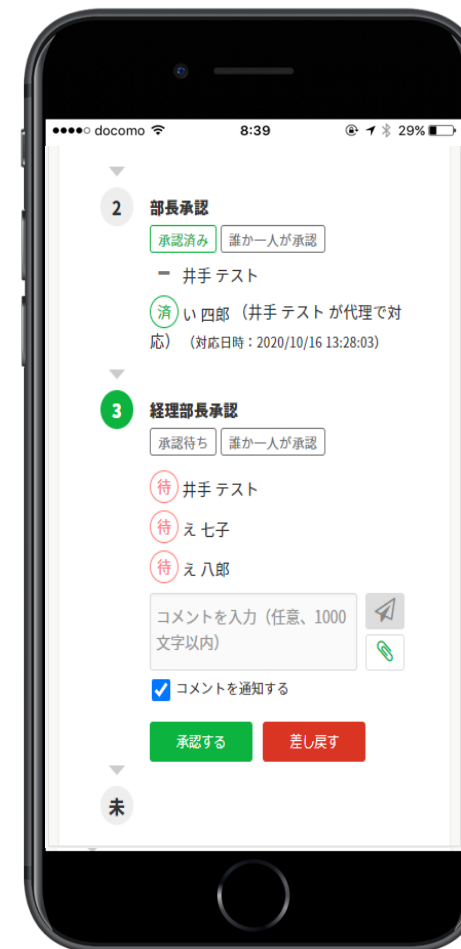 docomo 8:39 29%
2 部長承認
承認済み 誰か一人が承認
ー 井手 テスト
済 い 四郎 （井手 テスト が代理で対
応） （対応日時：2020/10/16 13:28:03）
3 経理部長承認
承認待ち 誰か一人が承認
待 井手 テスト
待 え 七子
待 え 八郎
コメントを入力（任意、1000
文字以内）
コメントを通知する
承認する 差し戻す
未